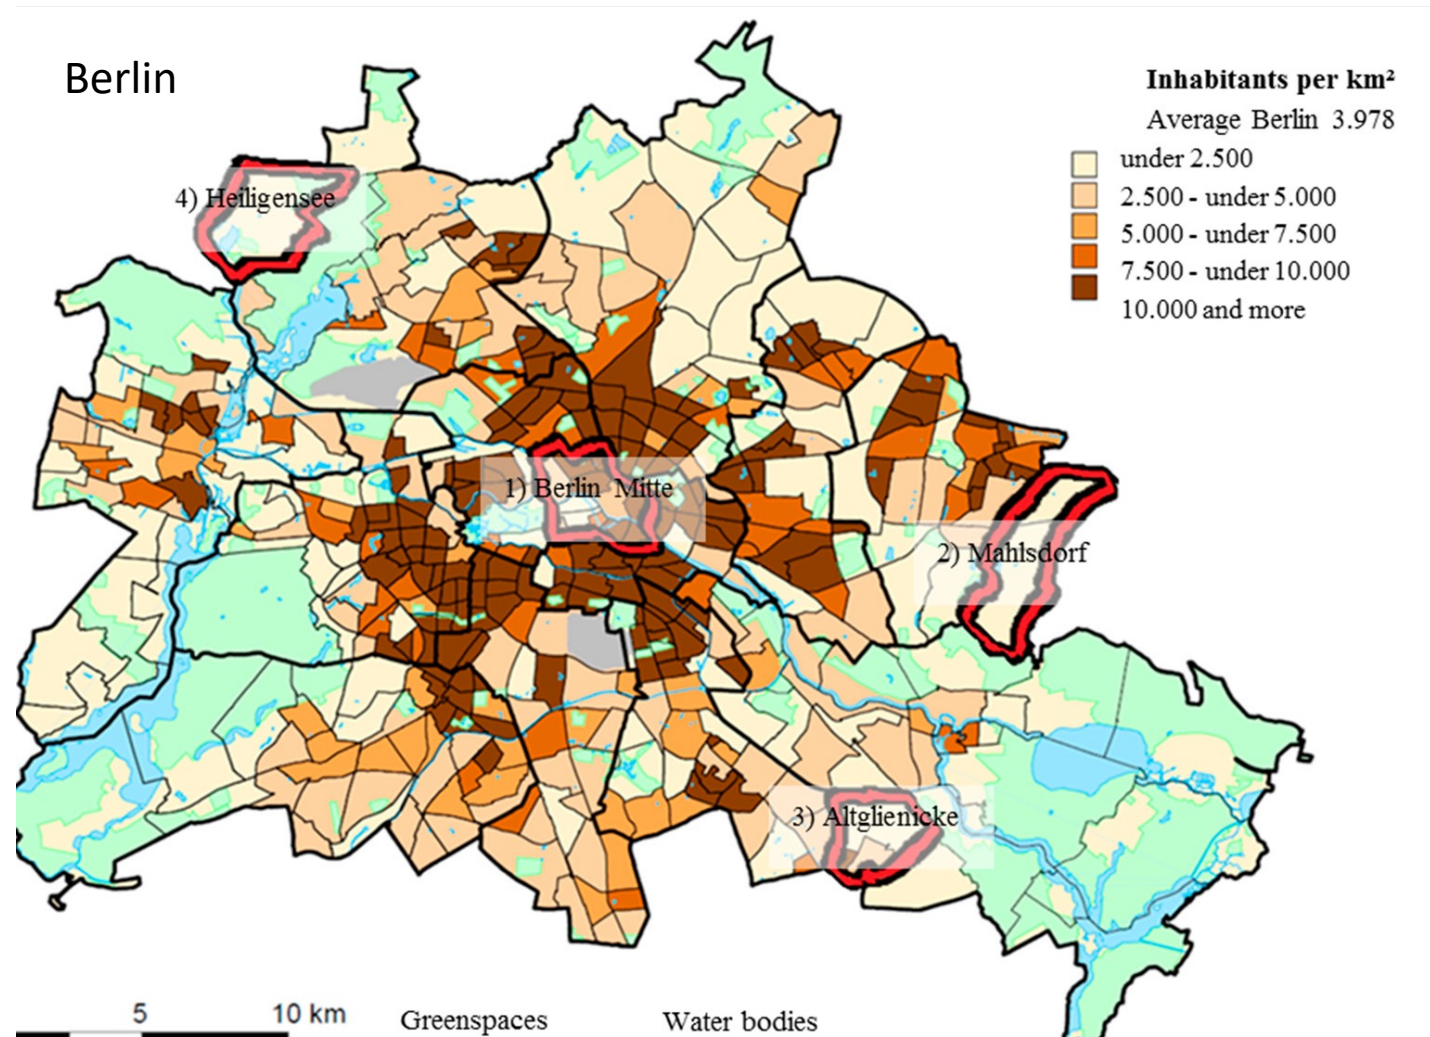 Berlin
Inhabitants per km²
Average Berlin 3.978
under 2.500
2.500 - under 5.000
5.000 - under 7.500
7.500 - under 10.000
10.000 and more
4) Heiligensee
1) Berlin Mitte
2) Mahlsdorf
3) Altglienicke
5 10 km
Greenspaces Water bodies